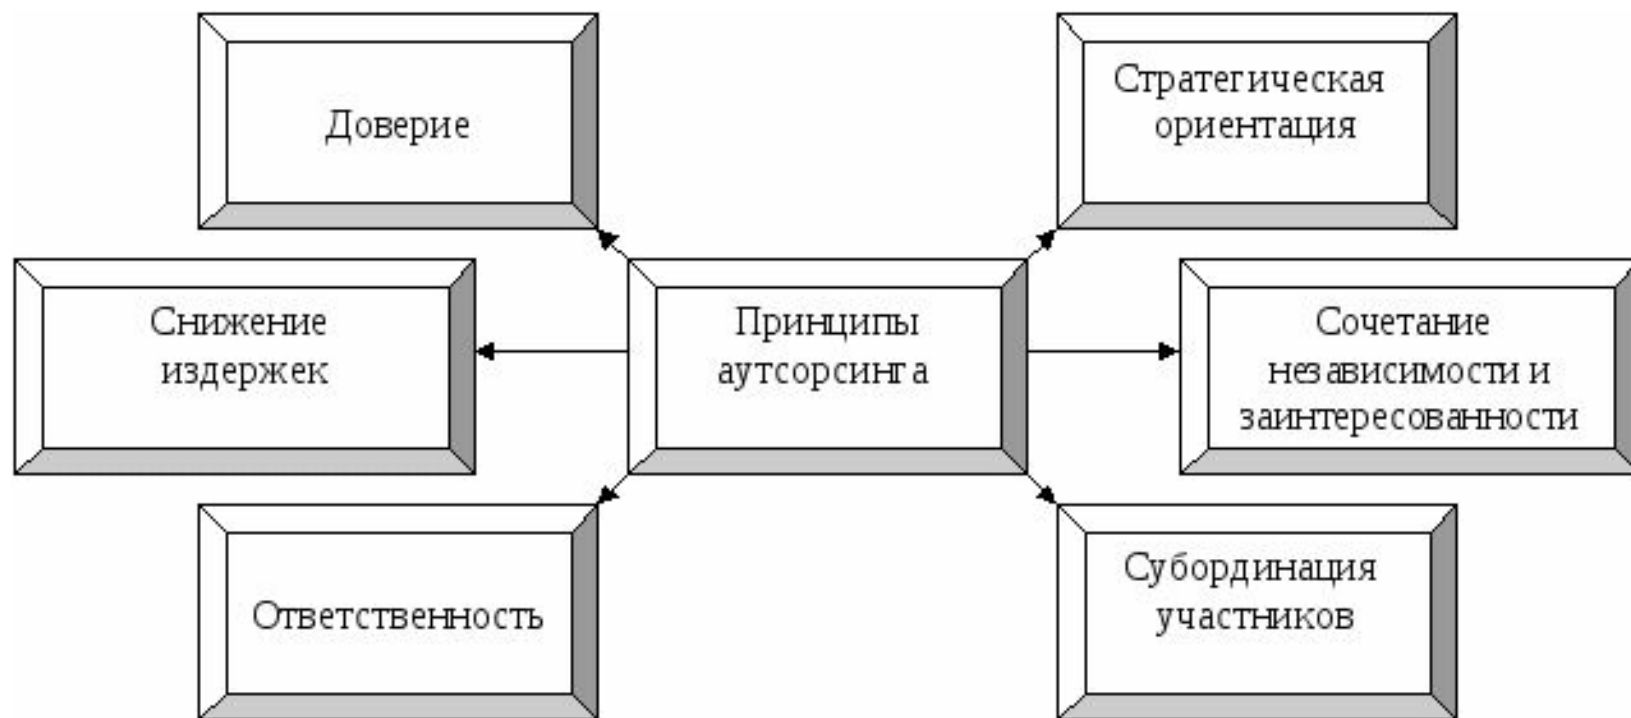 Доверие
Стратегическая
ориентация
Снижение
издержек
Принципы
аутсорсинга
Сочетание
независимости и
заинтересованности
Ответственность
Субординация
участников